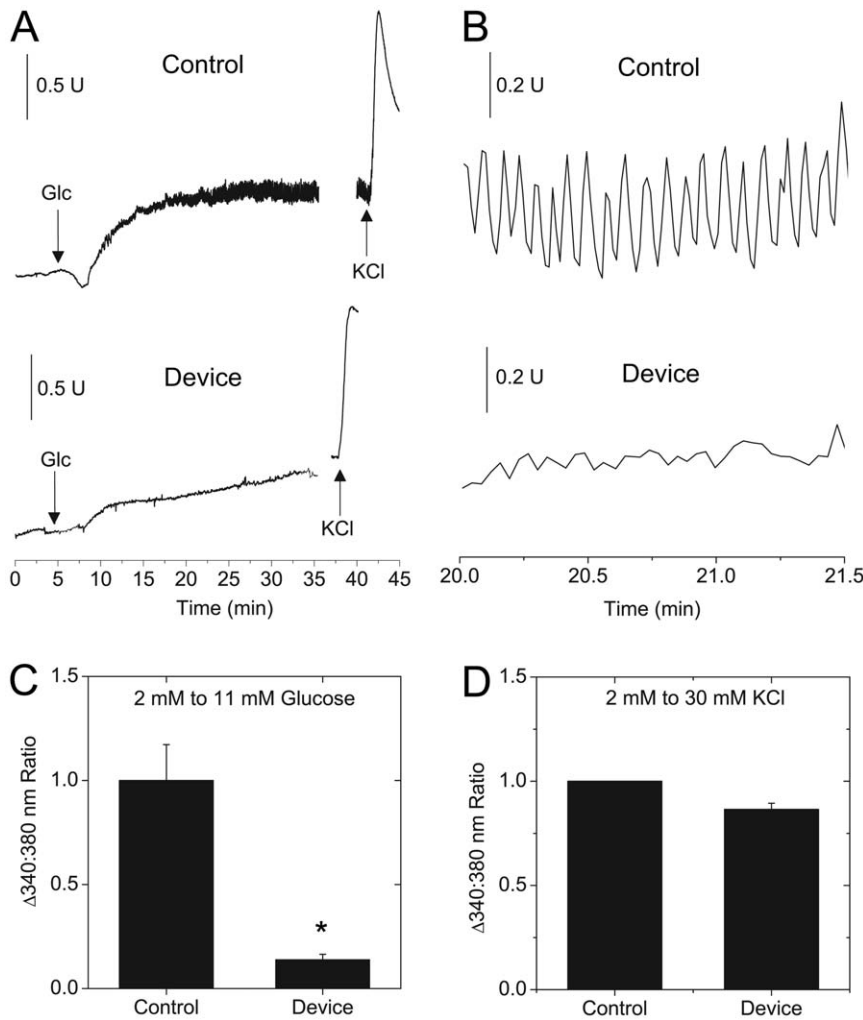 A
Control
0.5 U
Glc
KCl
Device
0.5 U
Glc
KCl
0 5 10 15 20 25 30 35 40 45
Time (min)
B
Control
0.2 U
Device
0.2 U
20.0 20.5 21.0 21.5
Time (min)
C
2 mM to 11 mM Glucose
Δ340:380 nm Ratio
1.5
1.0
0.5
0.0
*
Control Device
D
2 mM to 30 mM KCl
Δ340:380 nm Ratio
1.5
1.0
0.5
0.0
Control Device